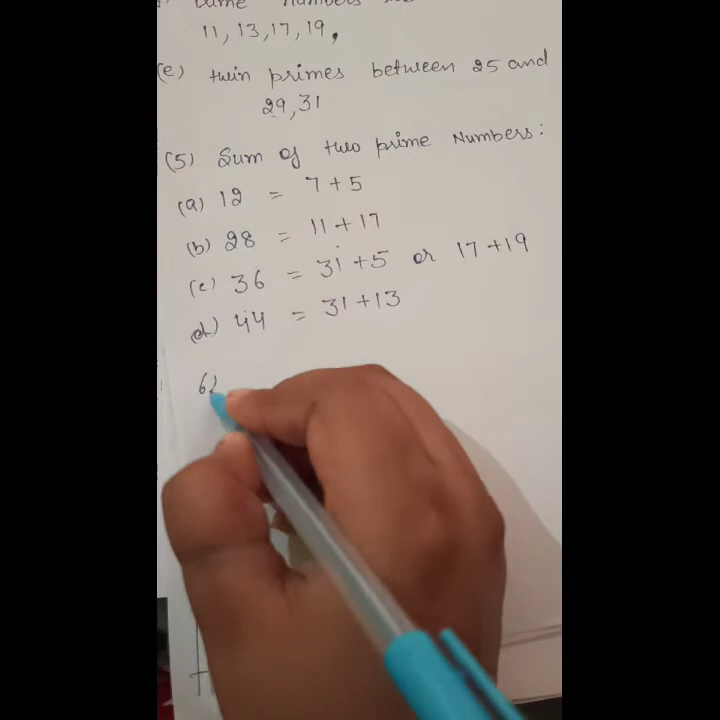 11, 13, 17, 19,
(e) twin primes between 25 and
29, 31
(5) Sum of two prime Numbers:
(a) 12 = 7 + 5
(b) 28 = 11 + 17
(c) 36 = 31 + 5 or 17 + 19
(d) 44 = 31 + 13